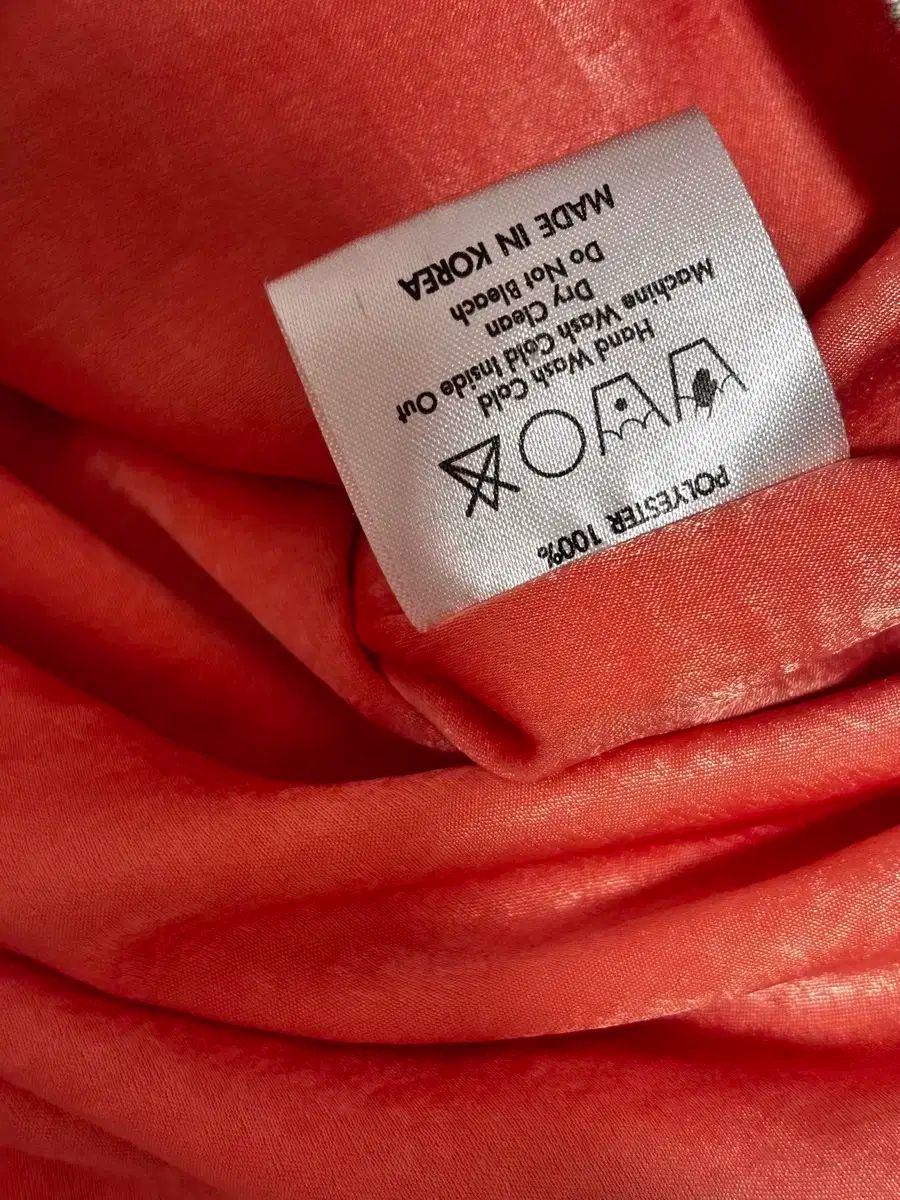 POLYESTER 100%
Hand Wash Cold
Machine Wash Cold Inside Out
Dry Clean
Do Not Bleach
MADE IN KOREA